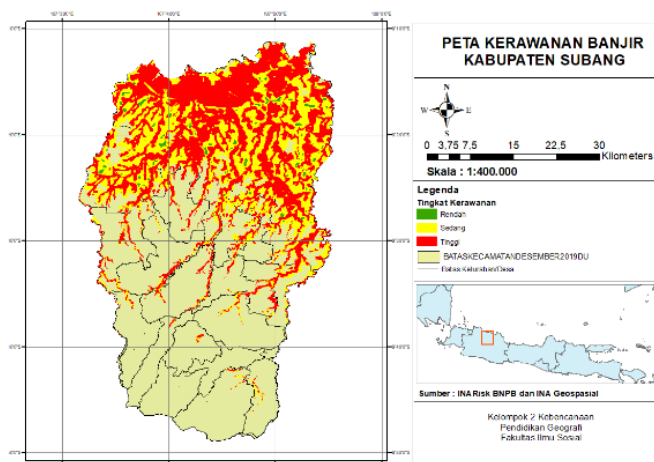 PETA KERAWANAN BANJIR
KABUPATEN SUBANG
N
W E
S
0 3,75 7,5 15 22,5 30
Kilometers
Skala : 1:400.000
Legenda
Tingkat Kerawanan
Rendah
Sedang
Tinggi
BATASKECAMATANDESEMBER2019DU
Batas Kelurahan/Desa
Sumber : INARisk BNPB dan INA Geospasial
Kelompok 2 Kebencanaan
Pendidikan Geografi
Fakultas Ilmu Sosial